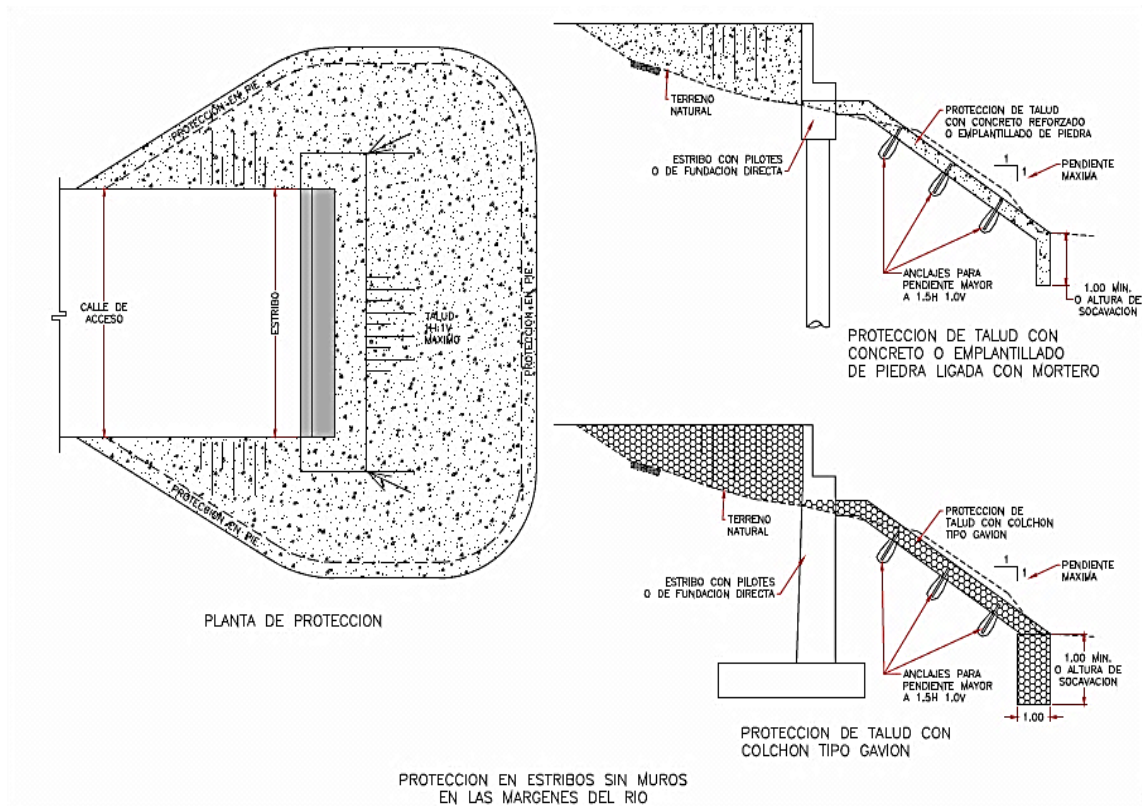 PROTECCION EN PIE
CALLE DE
ACCESO
ESTRIBO
TALUD
1H:1V
MAXIMO
PROTECCION EN PIE
PROTECCION EN PIE
PLANTA DE PROTECCION
TERRENO
NATURAL
ESTRIBO CON PILOTES
O DE FUNDACION DIRECTA
PROTECCION DE TALUD
CON CONCRETO REFORZADO
O EMPLANTILLADO DE PIEDRA
1
1
PENDIENTE
MAXIMA
ANCLAJES PARA
PENDIENTE MAYOR
A 1.5H 1.0V
1.00 MIN.
O ALTURA DE
SOCAVACION
PROTECCION DE TALUD CON
CONCRETO O EMPLANTILLADO
DE PIEDRA LIGADA CON MORTERO
TERRENO
NATURAL
ESTRIBO CON PILOTES
O DE FUNDACION DIRECTA
PROTECCION DE
TALUD CON COLCHON
TIPO GAVION
1
1
PENDIENTE
MAXIMA
ANCLAJES PARA
PENDIENTE MAYOR
A 1.5H 1.0V
1.00 MIN.
O ALTURA DE
SOCAVACION
1.00
PROTECCION DE TALUD CON
COLCHON TIPO GAVION
PROTECCION EN ESTRIBOS SIN MUROS
EN LAS MARGENES DEL RIO